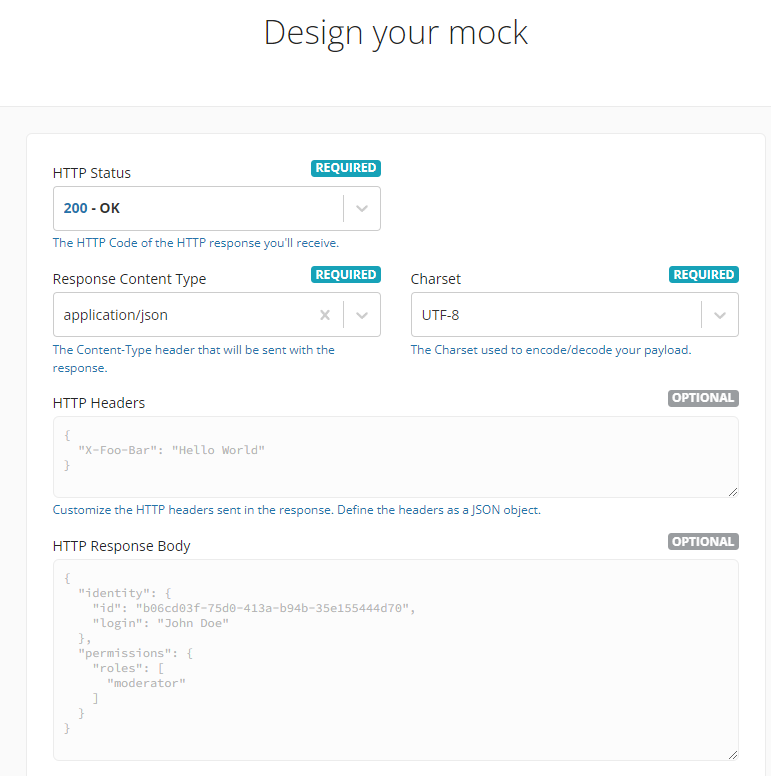 Design your mock
HTTP Status
REQUIRED
200 - OK
The HTTP Code of the HTTP response you'll receive.
Response Content Type
REQUIRED
application/json
The Content-Type header that will be sent with the
response.
Charset
REQUIRED
UTF-8
The Charset used to encode/decode your payload.
HTTP Headers
OPTIONAL
{
  "X-Foo-Bar": "Hello World"
}
Customize the HTTP headers sent in the response. Define the headers as a JSON object.
HTTP Response Body
OPTIONAL
{
  "identity": {
    "id": "b06cd03f-75d0-413a-b94b-35e155444d70",
    "login": "John Doe"
  },
  "permissions": {
    "roles": [
      "moderator"
    ]
  }
}